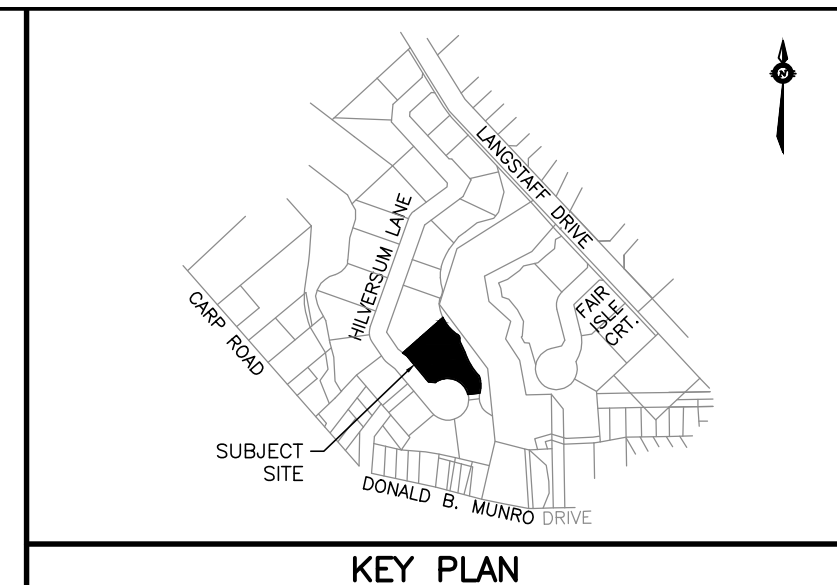 N
LANGSTAFF DRIVE
HILVERSUM LANE
FAIR
ISLE
CRT.
CARP ROAD
SUBJECT
SITE
DONALD B. MUNRO DRIVE
KEY PLAN